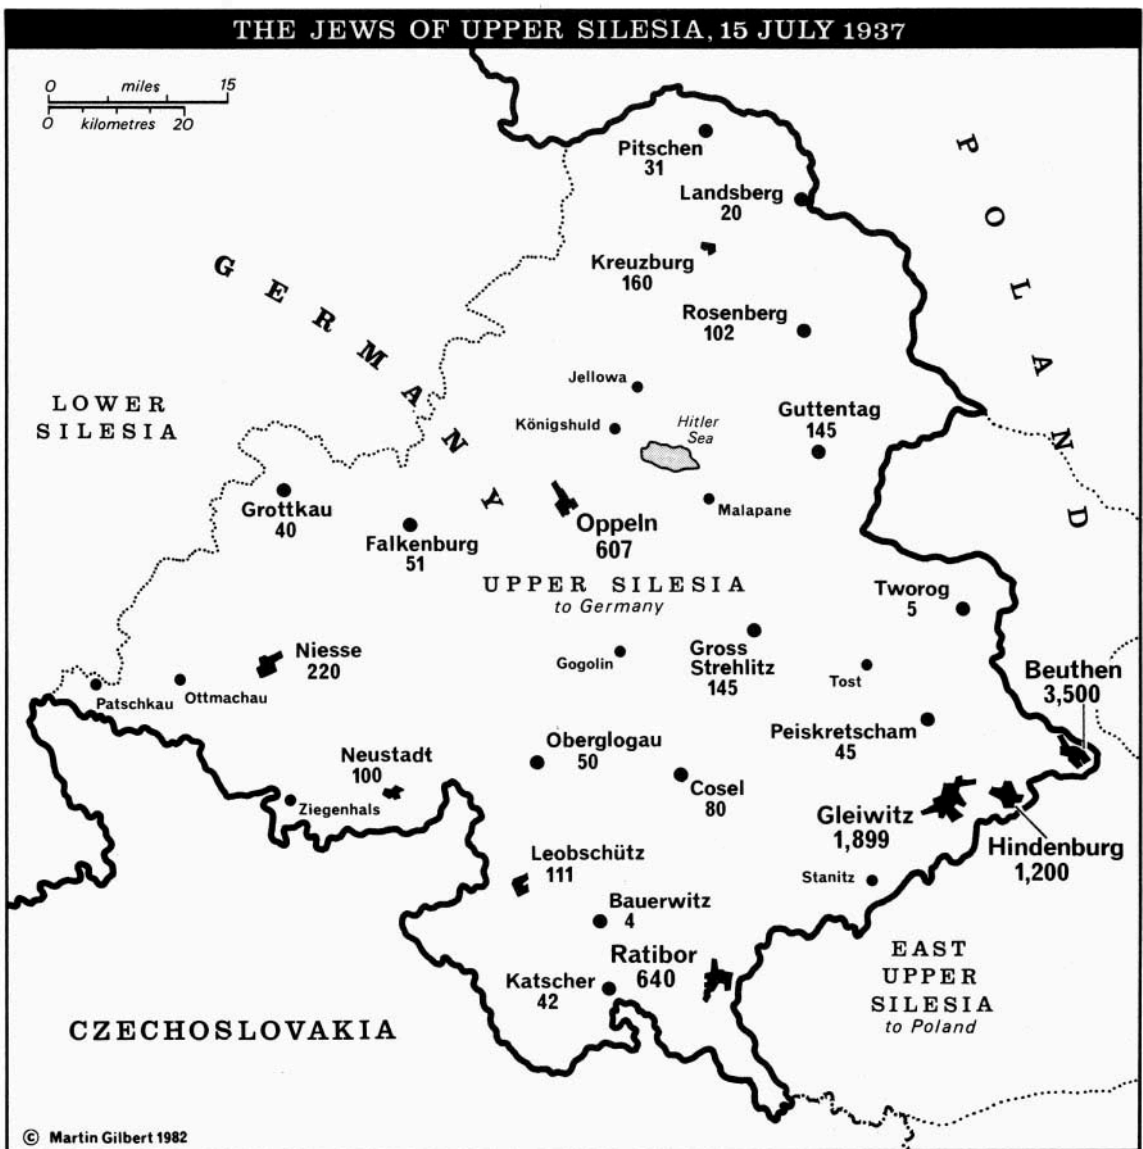 THE JEWS OF UPPER SILESIA, 15 JULY 1937
0 miles 15
0 kilometres 20
POLAND
Pitschen
31
Landsberg
20
Kreuzburg
160
GERMANY
Rosenberg
102
Jellowa
LOWER
SILESIA
Königshuld
Hitler
Sea
Guttentag
145
Grottkau
40
Falkenburg
51
Oppeln
607
Malapane
UPPER SILESIA
to Germany
Tworog
5
Niesse
220
Patschkau
Ottmachau
Gogolin
Gross
Strehlitz
145
Tost
Beuthen
3,500
Peiskretscham
45
Neustadt
100
Ziegenhals
Oberglogau
50
Cosel
80
Gleiwitz
1,899
Hindenburg
1,200
Leobschütz
111
Stanitz
Bauerwitz
4
Ratibor
640
Katscher
42
EAST
UPPER
SILESIA
to Poland
CZECHOSLOVAKIA
© Martin Gilbert 1982